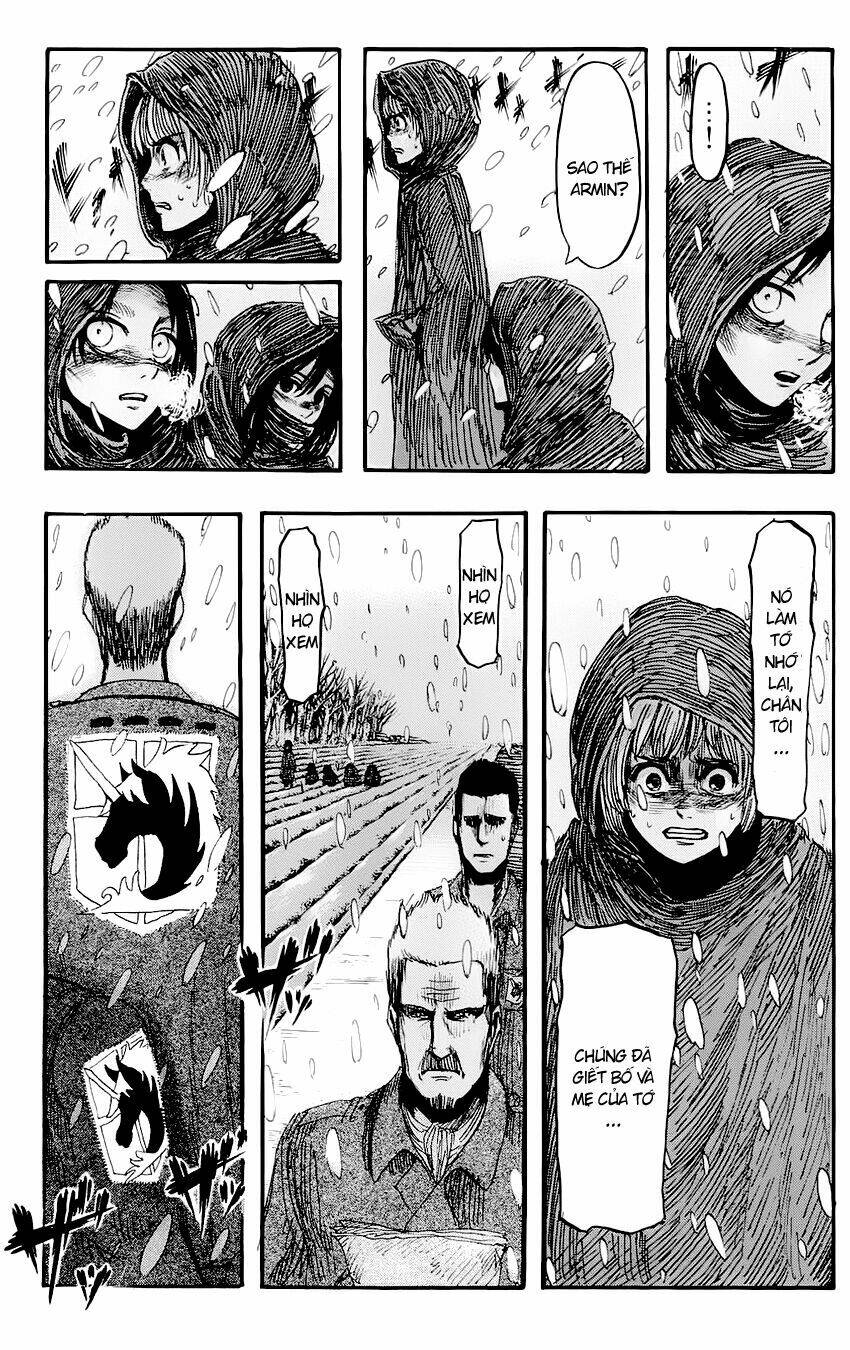 ...!
SAO THẾ
ARMIN?
NÓ
LÀM
TỚ
NHỚ
LẠI,
CHÂN
TÔI
...
CHÚNG ĐÃ
GIẾT BỐ VÀ
MẸ CỦA TỚ
...
NHÌN
HỌ
XEM
NHÌN
HỌ
XEM